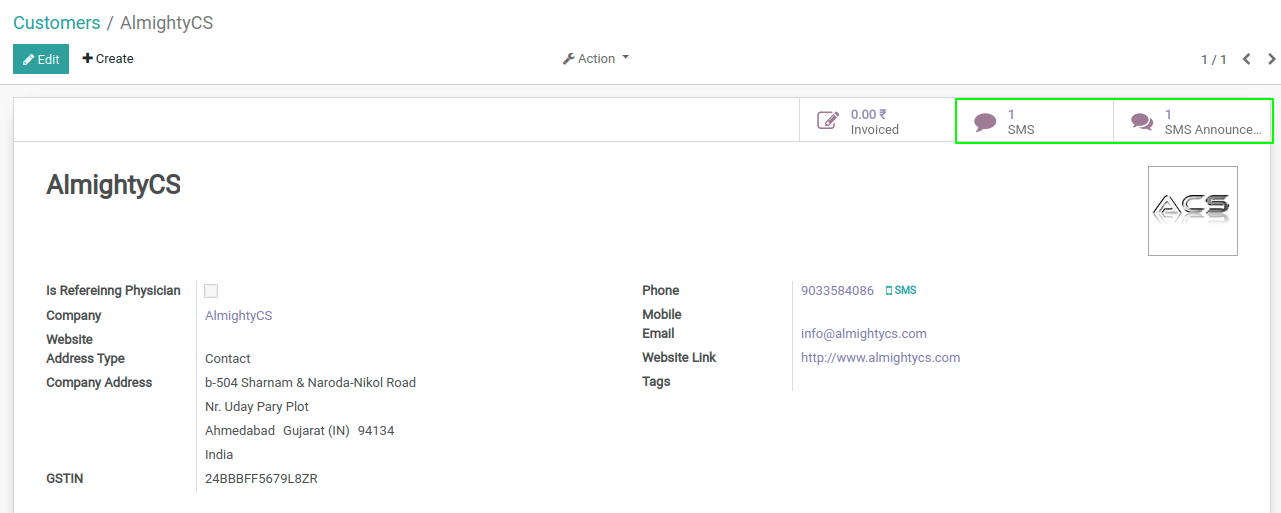 Customers / AlmightyCS
Edit Create Action 1 / 1
0.00 ₹ Invoiced
1 SMS
1 SMS Announce...
AlmightyCS
ACS
Is Refereinng Physician
Company AlmightyCS
Website
Address Type Contact
Company Address b-504 Sharnam & Naroda-Nikol Road
Nr. Uday Pary Plot
Ahmedabad Gujarat (IN) 94134
India
GSTIN 24BBBFF5679L8ZR
Phone 9033584086 SMS
Mobile
Email info@almightycs.com
Website Link http://www.almightycs.com
Tags